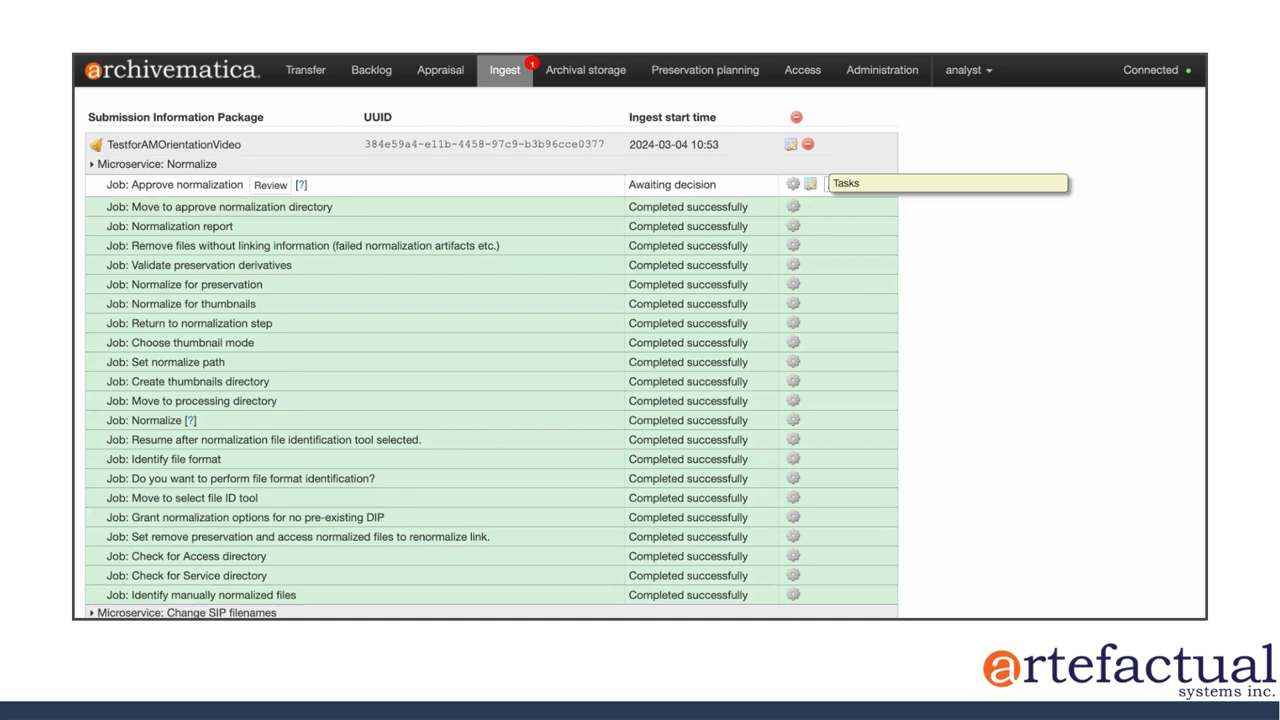 archivematica. Transfer Backlog Appraisal Ingest 1 Archival storage Preservation planning Access Administration analyst Connected
Submission Information Package UUID Ingest start time
TestforAMOrientationVideo 384e59a4-e11b-4458-97c9-b3b96cce0377 2024-03-04 10:53
Microservice: Normalize
Job: Approve normalization Review [?] Awaiting decision Tasks
Job: Move to approve normalization directory Completed successfully
Job: Normalization report Completed successfully
Job: Remove files without linking information (failed normalization artifacts etc.) Completed successfully
Job: Validate preservation derivatives Completed successfully
Job: Normalize for preservation Completed successfully
Job: Normalize for thumbnails Completed successfully
Job: Return to normalization step Completed successfully
Job: Choose thumbnail mode Completed successfully
Job: Set normalize path Completed successfully
Job: Create thumbnails directory Completed successfully
Job: Move to processing directory Completed successfully
Job: Normalize [?] Completed successfully
Job: Resume after normalization file identification tool selected. Completed successfully
Job: Identify file format Completed successfully
Job: Do you want to perform file format identification? Completed successfully
Job: Move to select file ID tool Completed successfully
Job: Grant normalization options for no pre-existing DIP Completed successfully
Job: Set remove preservation and access normalized files to renormalize link. Completed successfully
Job: Check for Access directory Completed successfully
Job: Check for Service directory Completed successfully
Job: Identify manually normalized files Completed successfully
Microservice: Change SIP filenames
artefactual
systems inc.